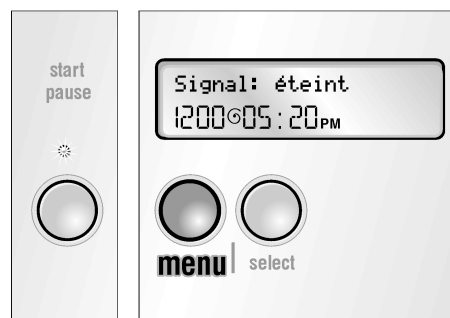 start
pause
Signal: éteint
1200 05:20PM
menu
select